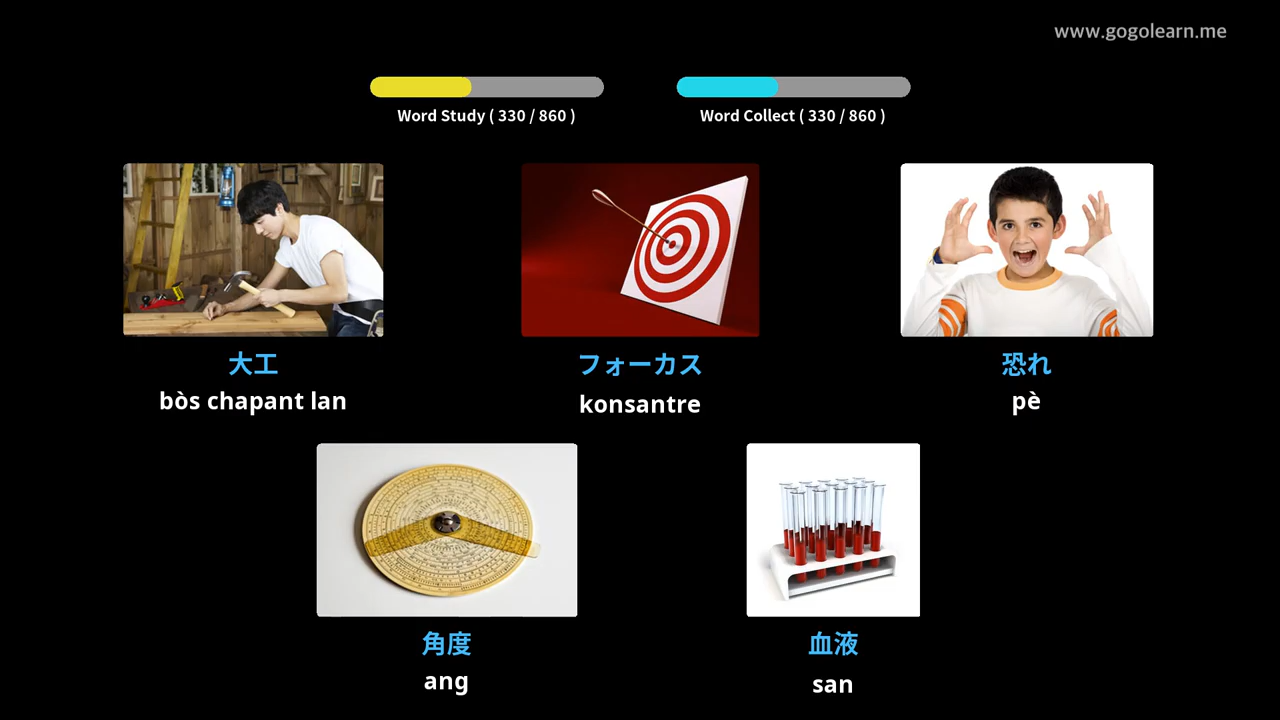 www.gogolearn.me
Word Study ( 330 / 860 )
Word Collect ( 330 / 860 )
大工
bòs chapant lan
フォーカス
konsantre
恐れ
pè
角度
ang
血液
san